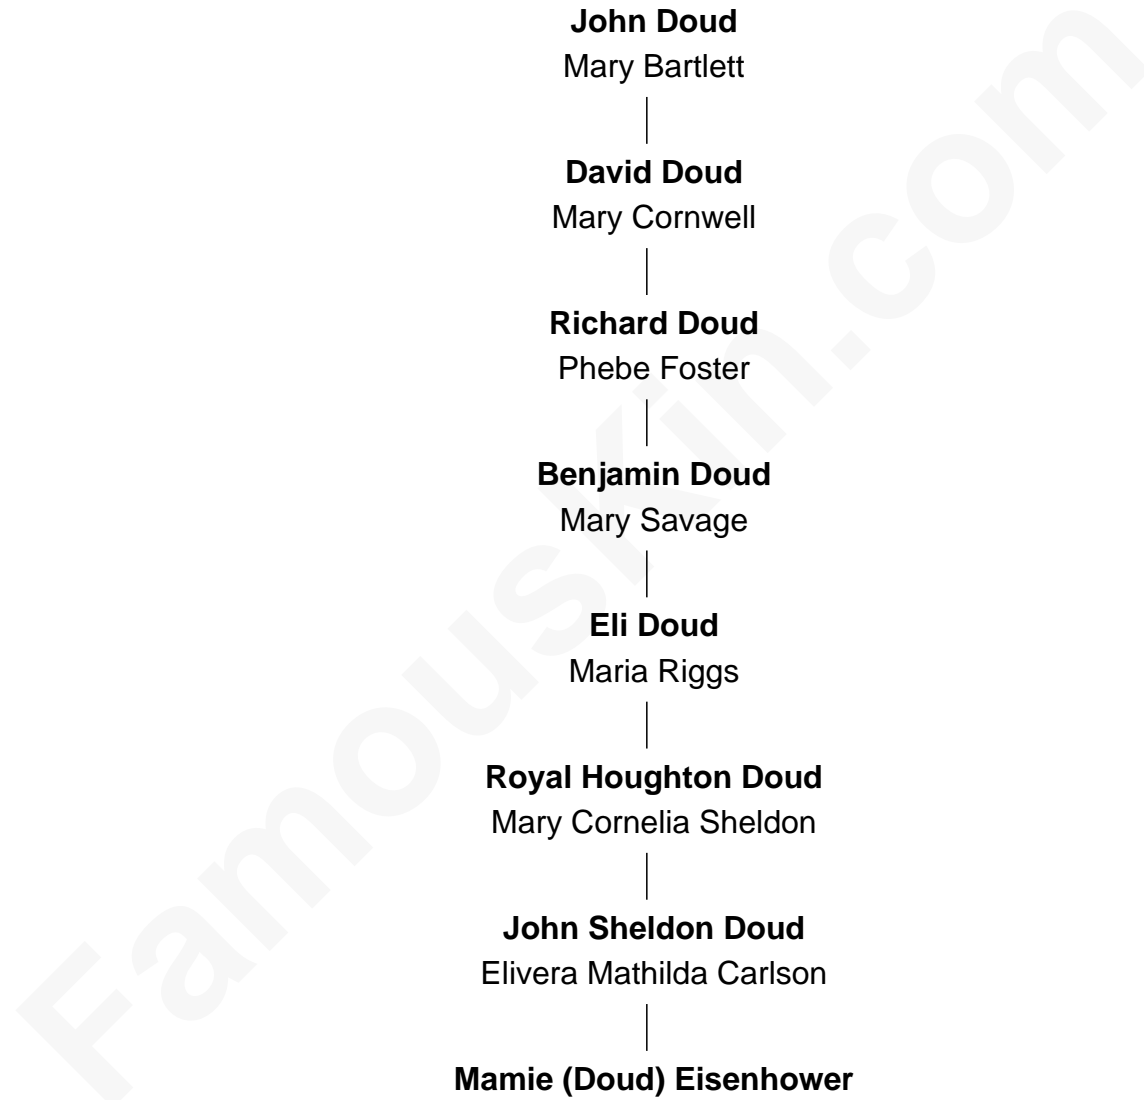 John Doud
Mary Bartlett
David Doud
Mary Cornwell
Richard Doud
Phebe Foster
Benjamin Doud
Mary Savage
Eli Doud
Maria Riggs
Royal Houghton Doud
Mary Cornelia Sheldon
John Sheldon Doud
Elivera Mathilda Carlson
Mamie (Doud) Eisenhower
FamousKin.com